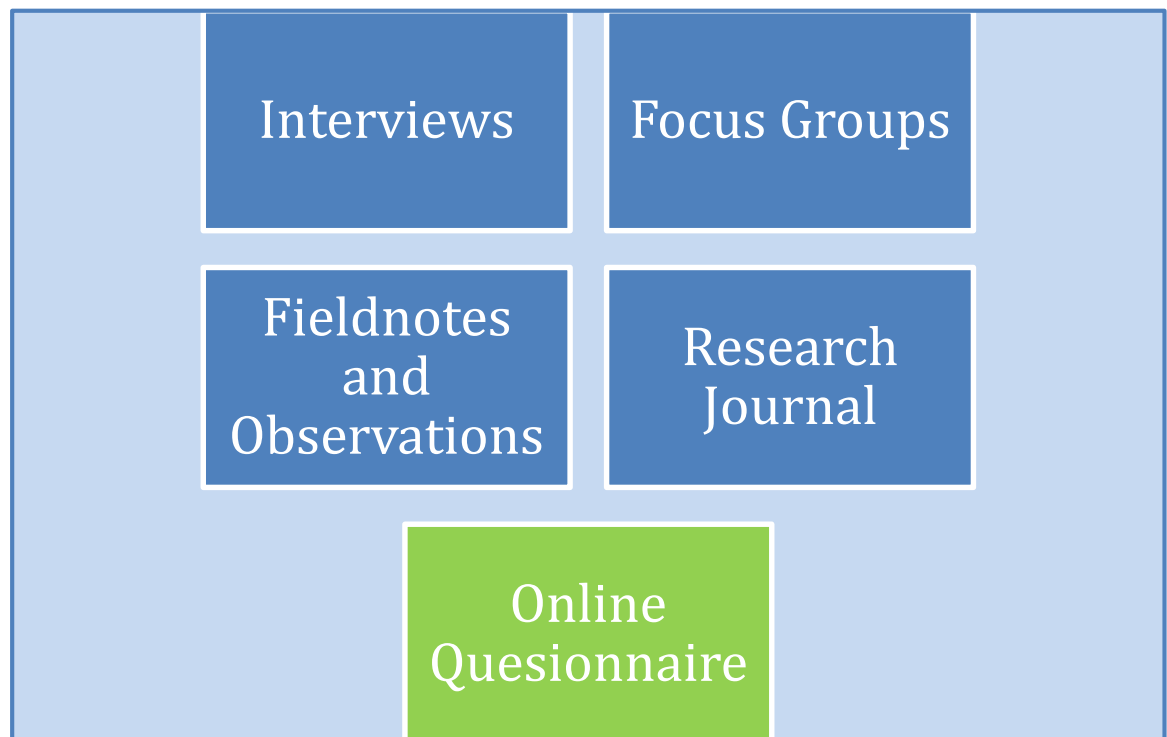 Interviews
Focus Groups
Fieldnotes
and
Observations
Research
Journal
Online
Quesionnaire